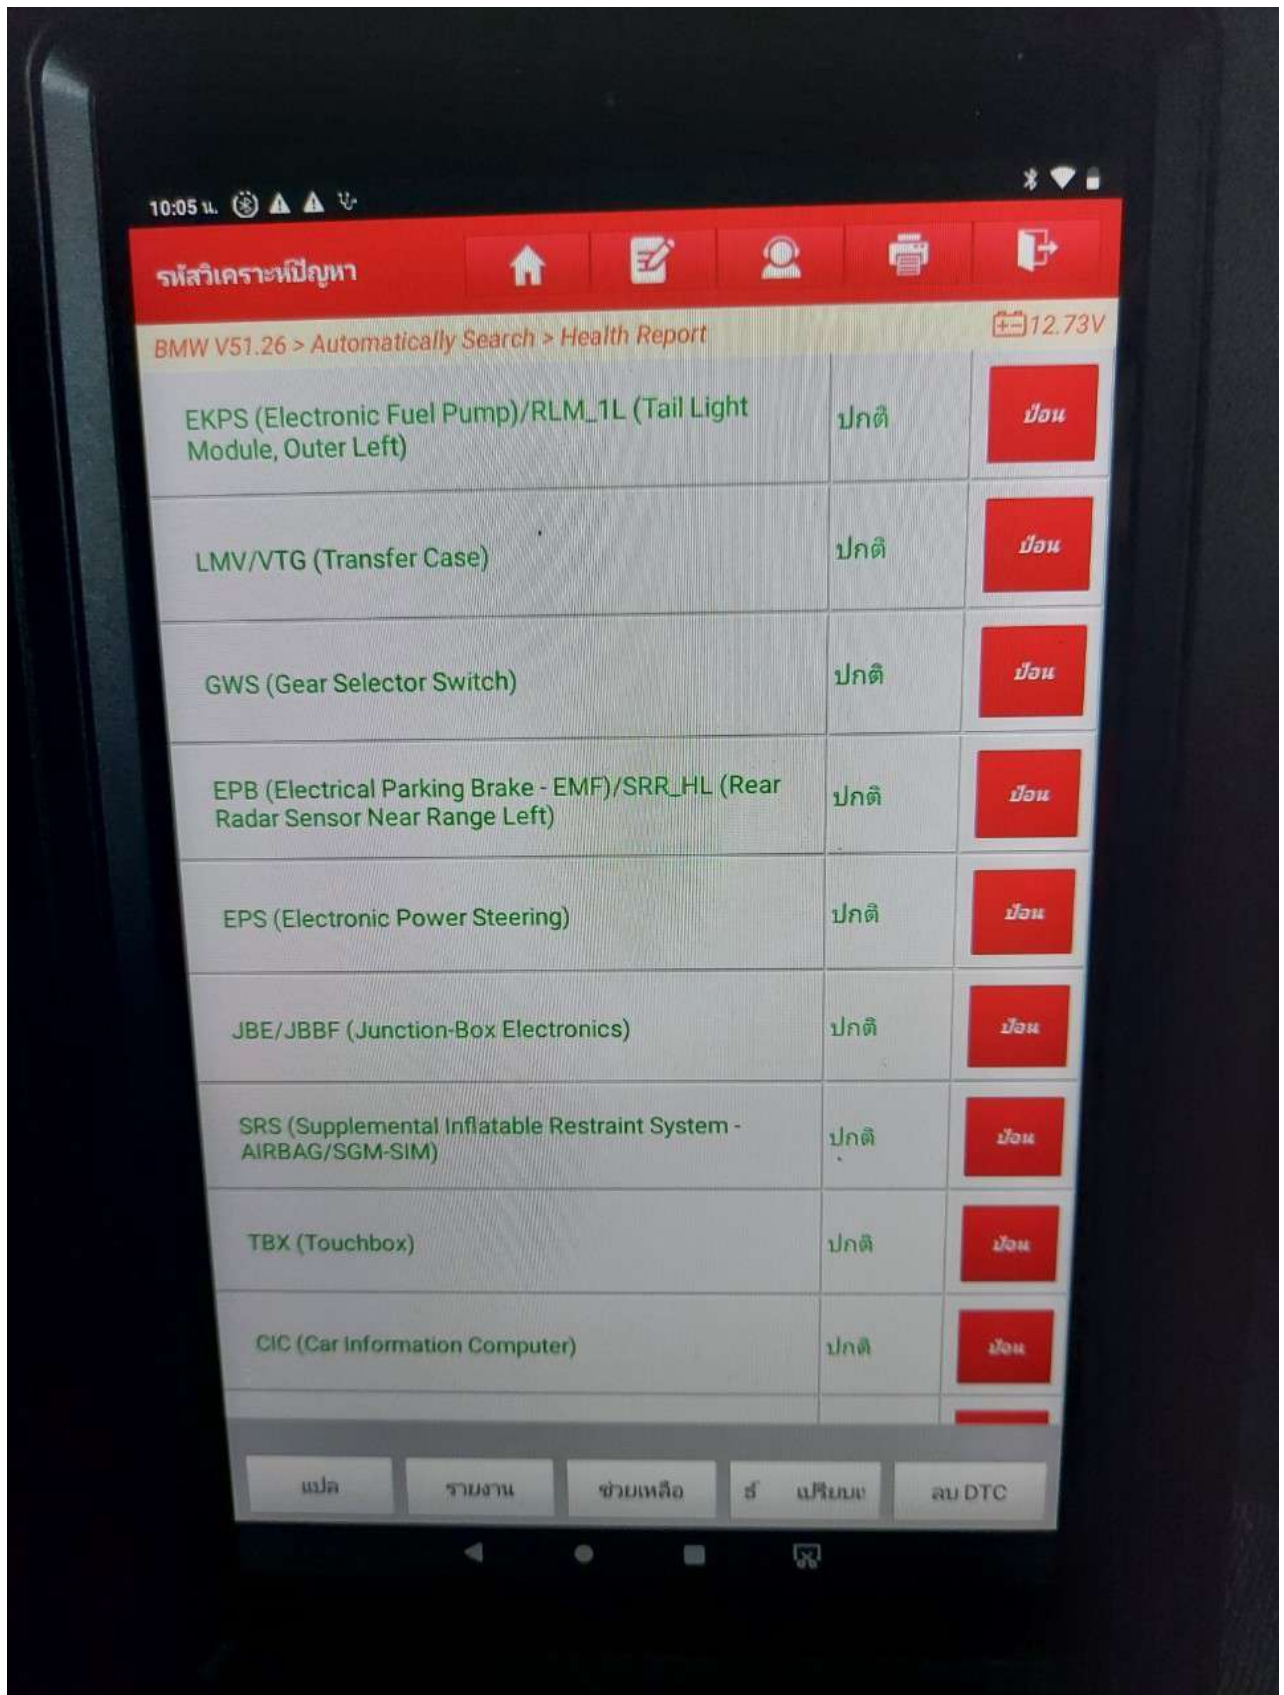 10:05 น.
รหัสวิเคราะห์ปัญหา
BMW V51.26 > Automatically Search > Health Report
12.73V
EKPS (Electronic Fuel Pump)/RLM_1L (Tail Light
Module, Outer Left)
ปกติ
ป้อน
LMV/VTG (Transfer Case)
ปกติ
ป้อน
GWS (Gear Selector Switch)
ปกติ
ป้อน
EPB (Electrical Parking Brake - EMF)/SRR_HL (Rear
Radar Sensor Near Range Left)
ปกติ
ป้อน
EPS (Electronic Power Steering)
ปกติ
ป้อน
JBE/JBBF (Junction-Box Electronics)
ปกติ
ป้อน
SRS (Supplemental Inflatable Restraint System -
AIRBAG/SGM-SIM)
ปกติ
ป้อน
TBX (Touchbox)
ปกติ
ป้อน
CIC (Car Information Computer)
ปกติ
ป้อน
แปล
รายงาน
ช่วยเหลือ
ลบ DTC